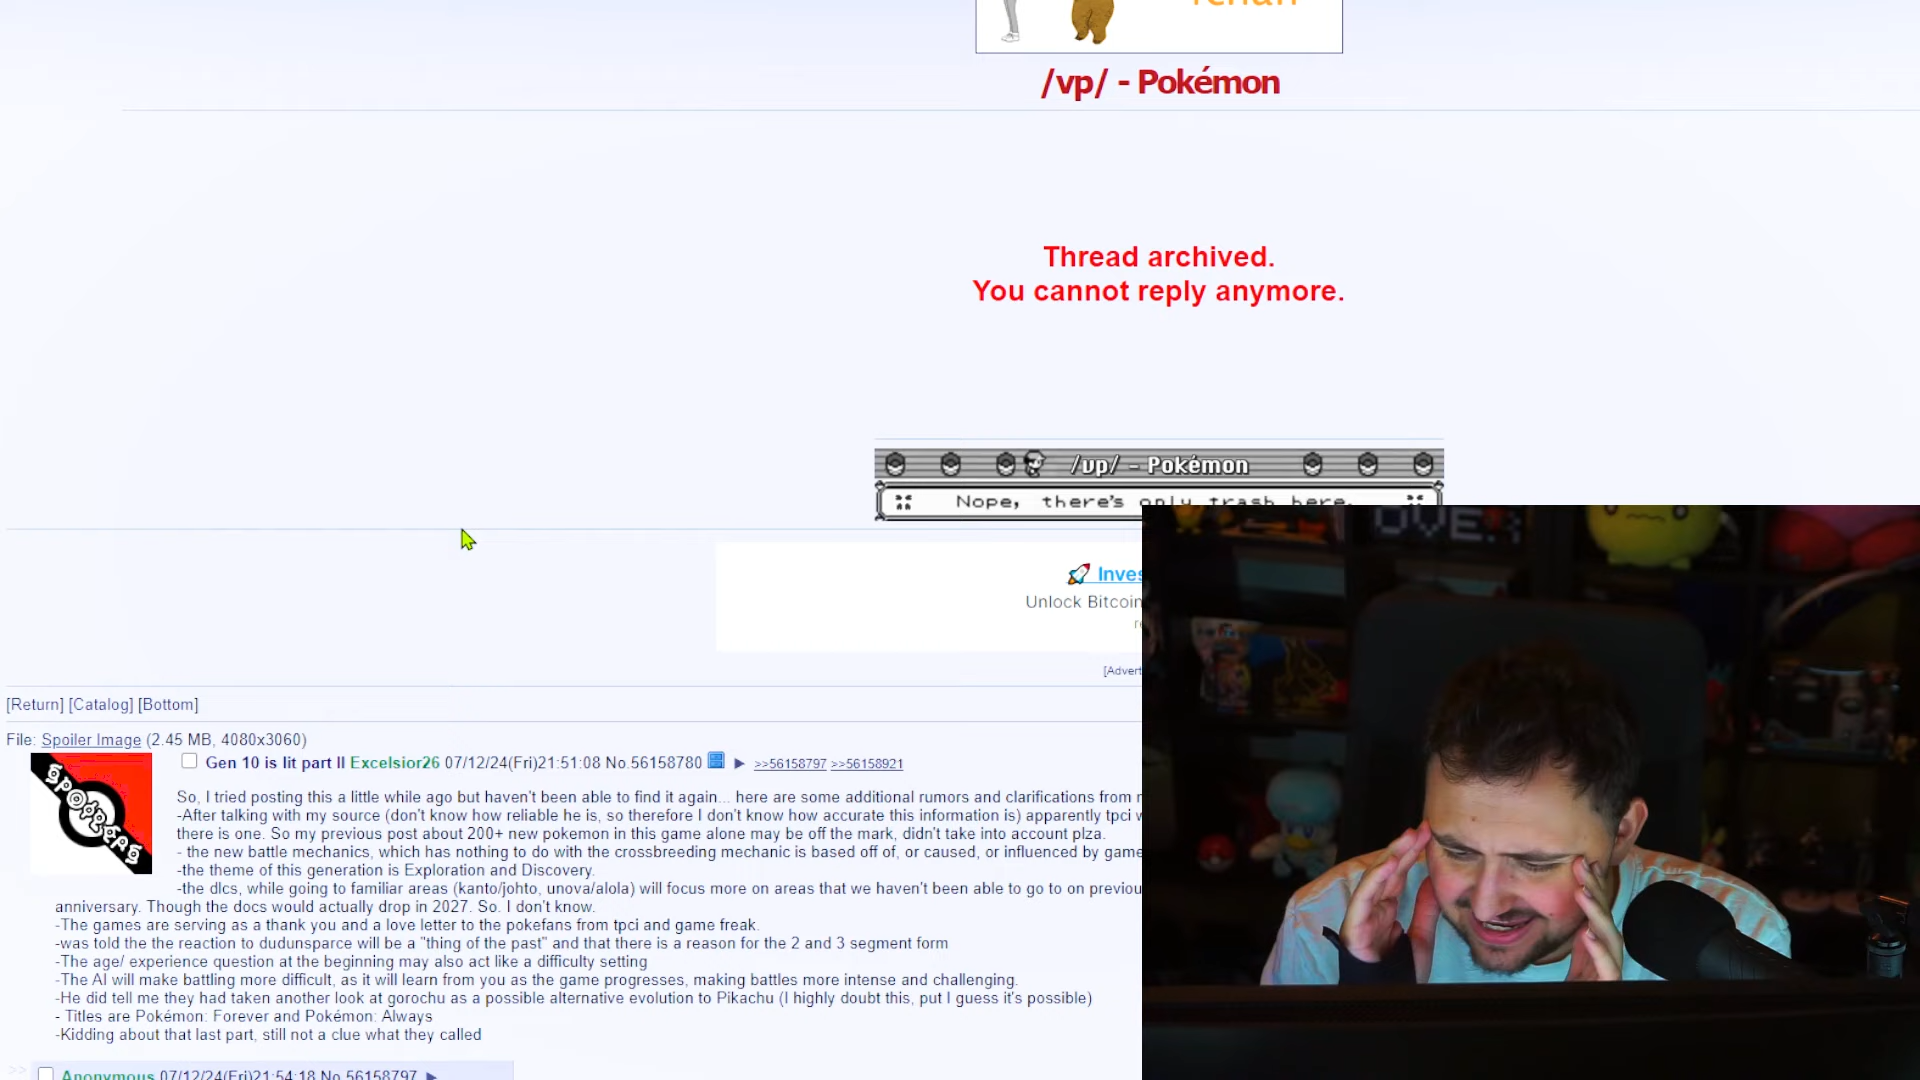 /vp/ - Pokémon
Thread archived.
You cannot reply anymore.
/vp/ - Pokémon
Nope, there's only trash here.
Inves
Unlock Bitcoin
[Advert
[Return] [Catalog] [Bottom]
File: Spoiler Image (2.45 MB, 4080x3060)
SPOILERS
Gen 10 is lit part II Excelsior26 07/12/24(Fri)21:51:08 No.56158780 ▶ >>56158797 >>56158921
So, I tried posting this a little while ago but haven't been able to find it again... here are some additional rumors and clarifications from
-After talking with my source (don't know how reliable he is, so therefore I don't know how accurate this information is) apparently tpci
there is one. So my previous post about 200+ new pokemon in this game alone may be off the mark, didn't take into account plza.
- the new battle mechanics, which has nothing to do with the crossbreeding mechanic is based off of, or caused, or influenced by game
-the theme of this generation is Exploration and Discovery.
-the dlcs, while going to familiar areas (kanto/johto, unova/alola) will focus more on areas that we haven't been able to go to on previou
anniversary. Though the docs would actually drop in 2027. So. I don't know.
-The games are serving as a thank you and a love letter to the pokefans from tpci and game freak.
-was told the the reaction to dudunsparce will be a "thing of the past" and that there is a reason for the 2 and 3 segment form
-The age/ experience question at the beginning may also act like a difficulty setting
-The AI will make battling more difficult, as it will learn from you as the game progresses, making battles more intense and challenging.
-He did tell me they had taken another look at gorochu as a possible alternative evolution to Pikachu (I highly doubt this, put I guess it's possible)
- Titles are Pokémon: Forever and Pokémon: Always
-Kidding about that last part, still not a clue what they called
>> Anonymous 07/12/24(Fri)21:54:18 No.56158797 ▶